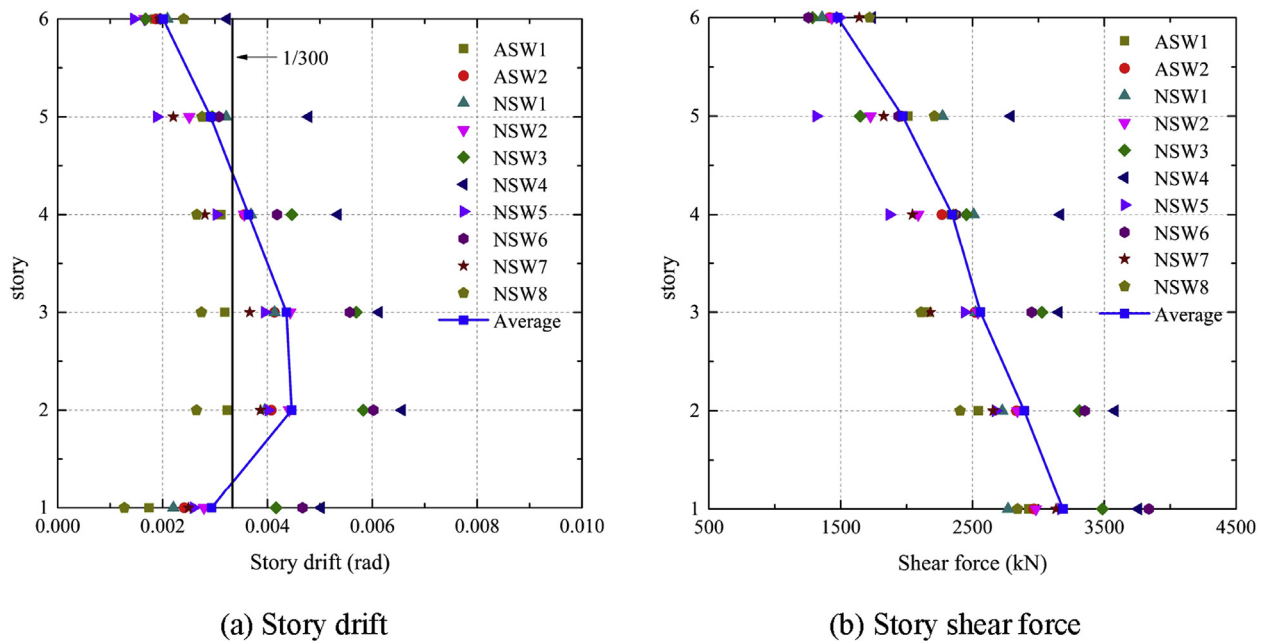 6
5
4
3
2
1
story
0.000
0.002
0.004
0.006
0.008
0.010
Story drift (rad)
1/300
ASW1
ASW2
NSW1
NSW2
NSW3
NSW4
NSW5
NSW6
NSW7
NSW8
Average
(a) Story drift
6
5
4
3
2
1
story
500
1500
2500
3500
4500
Shear force (kN)
ASW1
ASW2
NSW1
NSW2
NSW3
NSW4
NSW5
NSW6
NSW7
NSW8
Average
(b) Story shear force